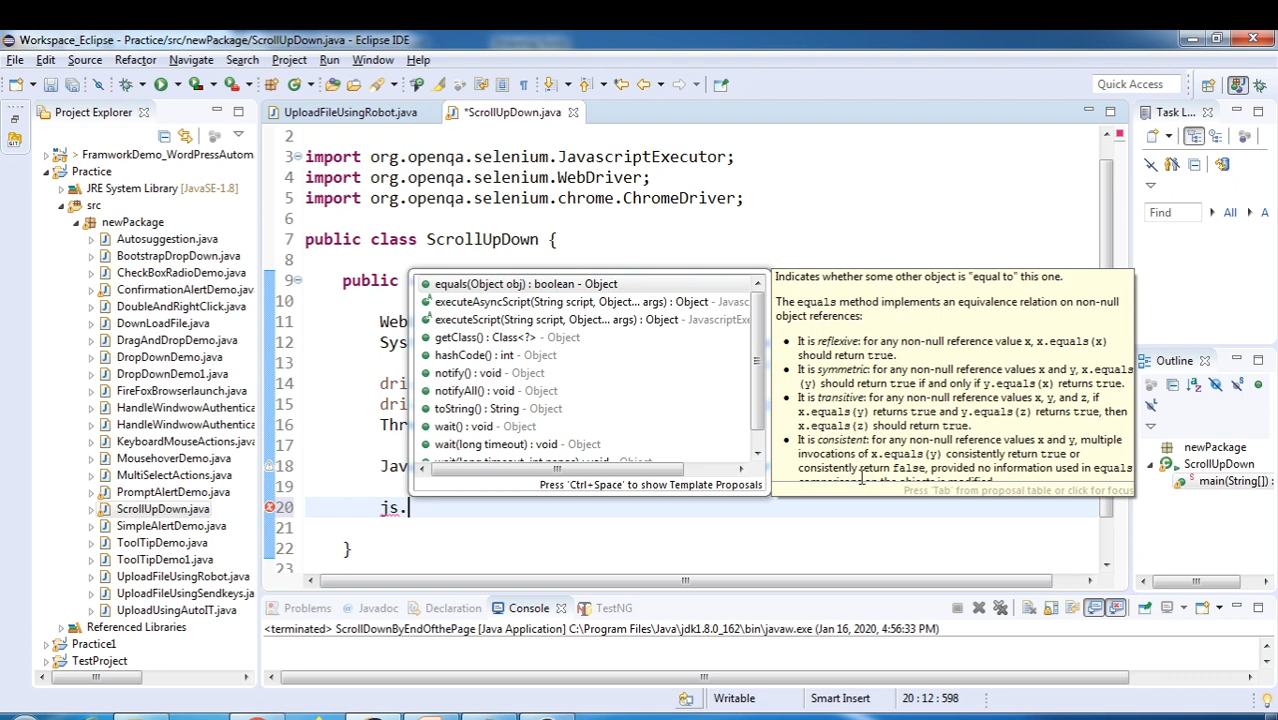 Workspace_Eclipse - Practice/src/newPackage/ScrollUpDown.java - Eclipse IDE
File Edit Source Refactor Navigate Search Project Run Window Help
Quick Access
Project Explorer
UploadFileUsingRobot.java
*ScrollUpDown.java
Task L
> FramworkDemo_WordPressAutom
Practice
JRE System Library [JavaSE-1.8]
src
newPackage
Autosuggestion.java
BootstrapDropDown.java
CheckBoxRadioDemo.java
ConfirmationAlertDemo.java
DoubleAndRightClick.java
DownLoadFile.java
DragAndDropDemo.java
DropDownDemo.java
DropDownDemo1.java
FireFoxBrowserlaunch.java
HandleWindwowAuthentica
HandleWindwowAuthentica
KeyboardMouseActions.java
MousehoverDemo.java
MultiSelectActions.java
PromptAlertDemo.java
ScrollUpDown.java
SimpleAlertDemo.java
ToolTipDemo.java
ToolTipDemo1.java
UploadFileUsingRobot.java
UploadFileUsingSendkeys.java
UploadUsingAutoIT.java
Referenced Libraries
Practice1
TestProject
2
3 import org.openqa.selenium.JavascriptExecutor;
4 import org.openqa.selenium.WebDriver;
5 import org.openqa.selenium.chrome.ChromeDriver;
6
7 public class ScrollUpDown {
8
9 public
10
11 Web
12 Sys
13
14 dri
15 dri
16 Thr
17
18 Jav
19
20 js.
21
22 }
23
equals(Object obj) : boolean - Object
executeAsyncScript(String script, Object... args) : Object - Javasc
executeScript(String script, Object... args) : Object - JavascriptExe
getClass() : Class<?> - Object
hashCode() : int - Object
notify() : void - Object
notifyAll() : void - Object
toString() : String - Object
wait() : void - Object
wait(long timeout) : void - Object
Press 'Ctrl+Space' to show Template Proposals
Indicates whether some other object is "equal to" this one.
The equals method implements an equivalence relation on non-null
object references:
It is reflexive: for any non-null reference value x, x.equals(x)
should return true.
It is symmetric: for any non-null reference values x and y, x.equals
(y) should return true if and only if y.equals(x) returns true.
It is transitive: for any non-null reference values x, y, and z, if
x.equals(y) returns true and y.equals(z) returns true, then
x.equals(z) should return true.
It is consistent: for any non-null reference values x and y, multiple
invocations of x.equals(y) consistently return true or
consistently return false, provided no information used in equals
Press 'Tab' from proposal table or click for focus
Find All A
Outline
newPackage
ScrollUpDown
main(String[]) :
Problems Javadoc Declaration Console TestNG
<terminated> ScrollDownByEndOfthePage [Java Application] C:\Program Files\Java\jdk1.8.0_162\bin\javaw.exe (Jan 16, 2020, 4:56:33 PM)
Writable Smart Insert 20 : 12 : 598